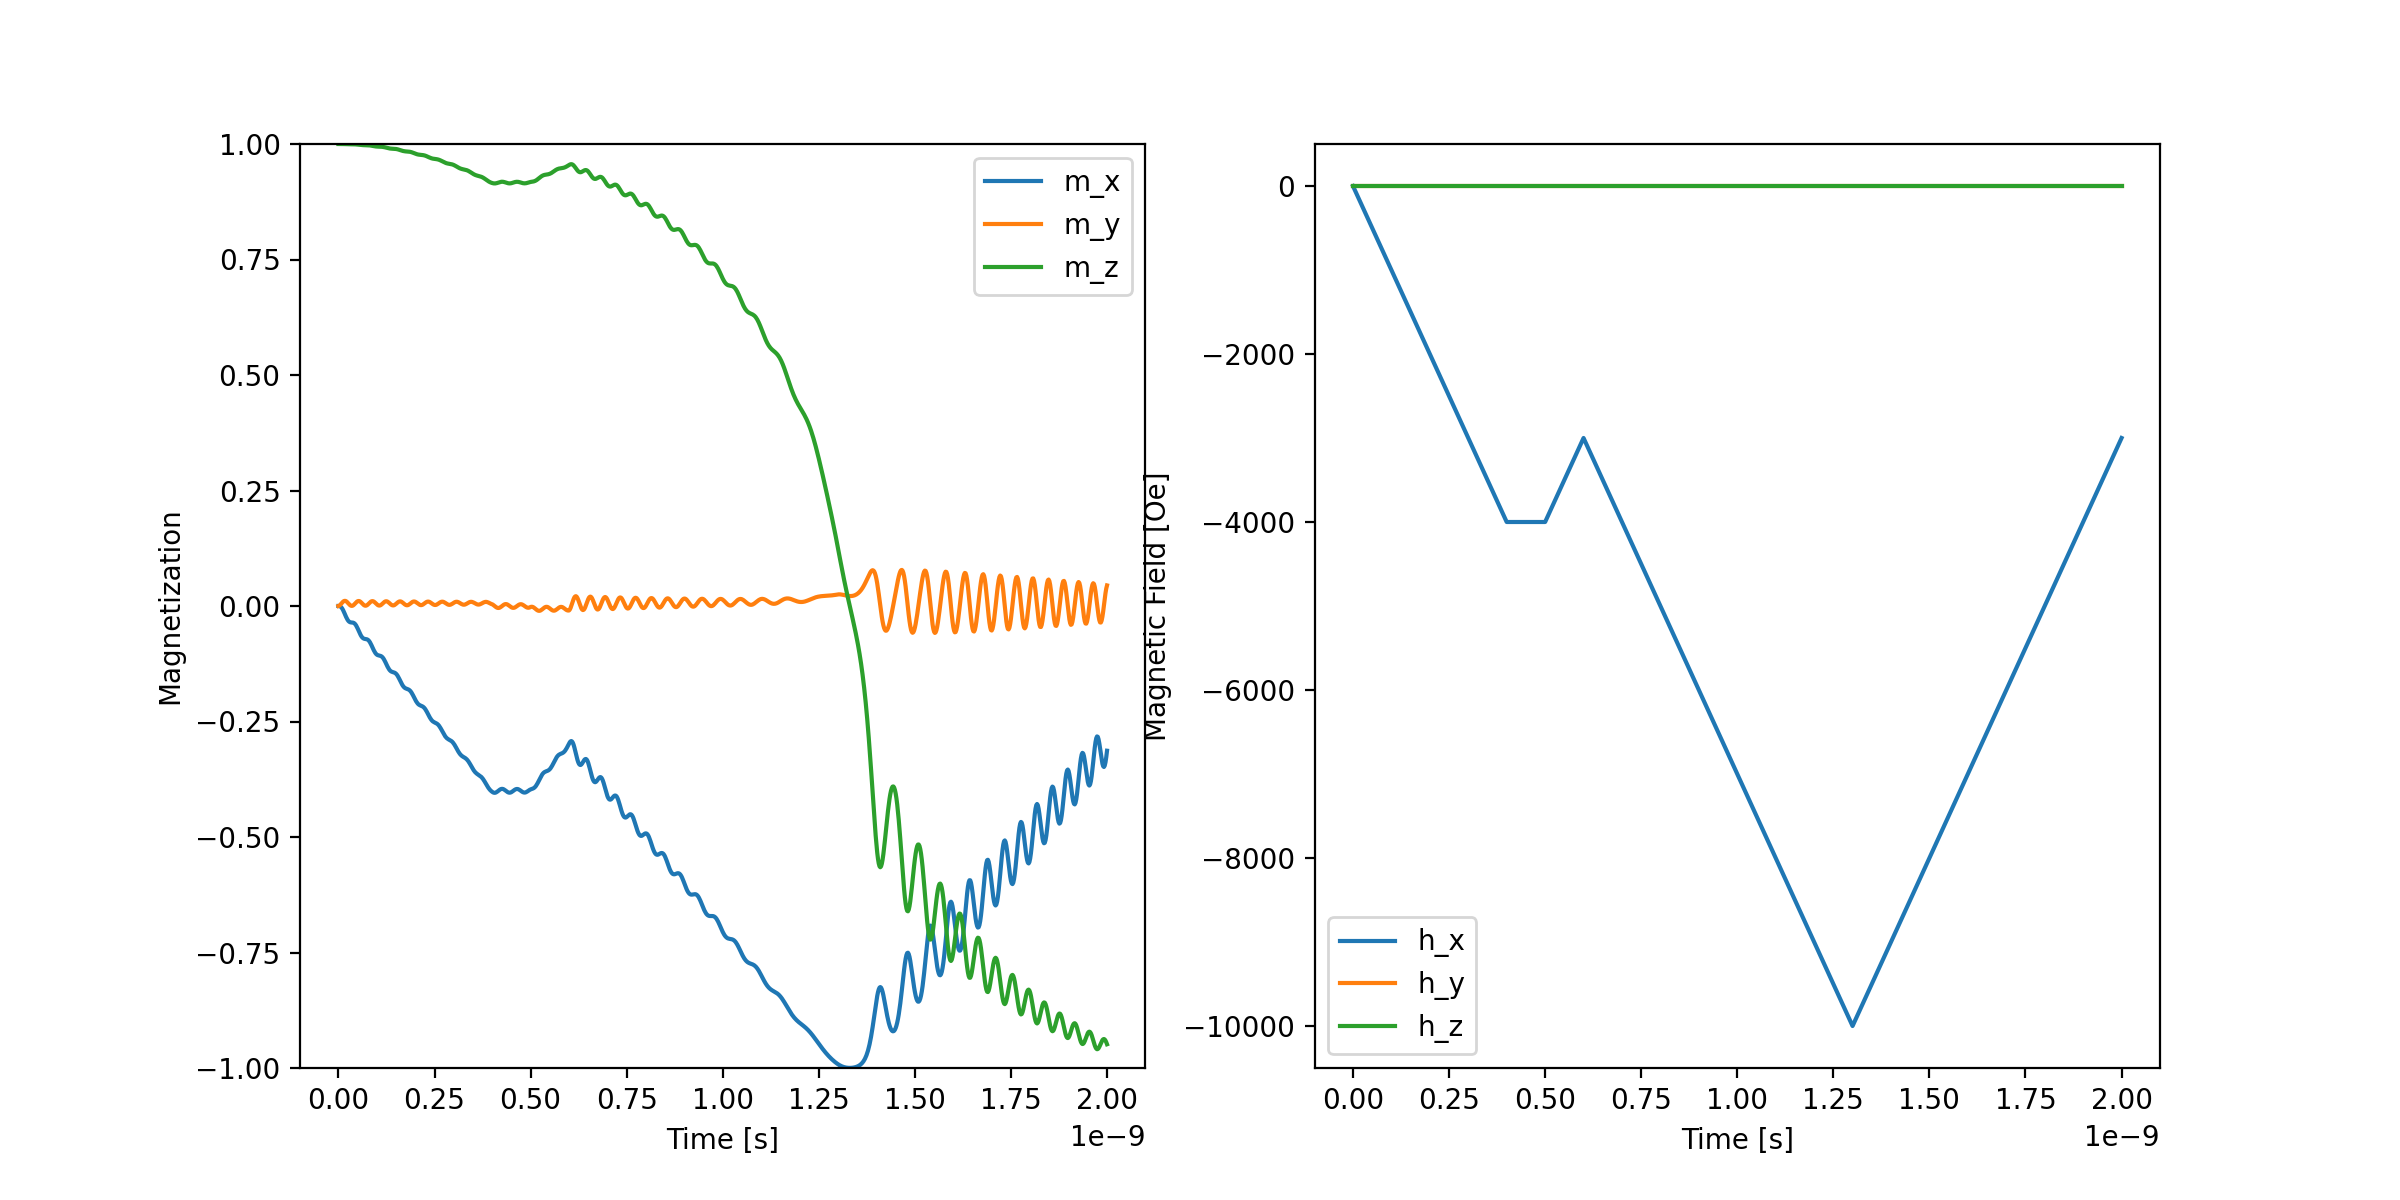 1.00
0.75
0.50
0.25
0.00
−0.25
−0.50
−0.75
−1.00
Magnetization
m_x
m_y
m_z
0.00 0.25 0.50 0.75 1.00 1.25 1.50 1.75 2.00
Time [s]
1e−9
0
−2000
−4000
−6000
−8000
−10000
Magnetic Field [Oe]
h_x
h_y
h_z
0.00 0.25 0.50 0.75 1.00 1.25 1.50 1.75 2.00
Time [s]
1e−9